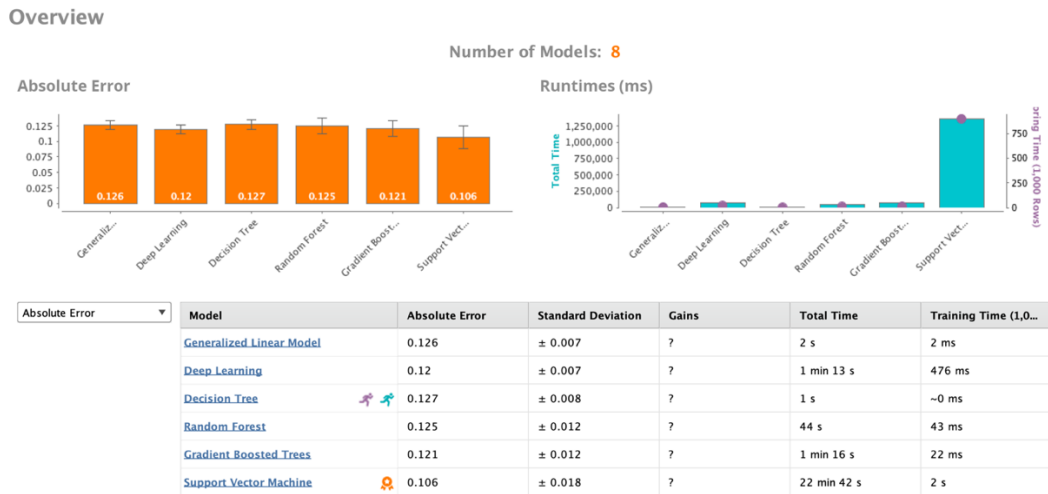 Overview
Number of Models: 8
Absolute Error
0.125
0.1
0.075
0.05
0.025
0
0.126
0.12
0.127
0.125
0.121
0.106
Generaliz...
Deep Learning
Decision Tree
Random Forest
Gradient Boost...
Support Vect...
Runtimes (ms)
Total Time
1,250,000
1,000,000
750,000
500,000
250,000
0
Generaliz...
Deep Learning
Decision Tree
Random Forest
Gradient Boost...
Support Vect...
750
500
250
0
oring Time (1,000 Rows)
Absolute Error
Model Absolute Error Standard Deviation Gains Total Time Training Time (1,0...
Generalized Linear Model 0.126 ± 0.007 ? 2 s 2 ms
Deep Learning 0.12 ± 0.007 ? 1 min 13 s 476 ms
Decision Tree 0.127 ± 0.008 ? 1 s ~0 ms
Random Forest 0.125 ± 0.012 ? 44 s 43 ms
Gradient Boosted Trees 0.121 ± 0.012 ? 1 min 16 s 22 ms
Support Vector Machine 0.106 ± 0.018 ? 22 min 42 s 2 s